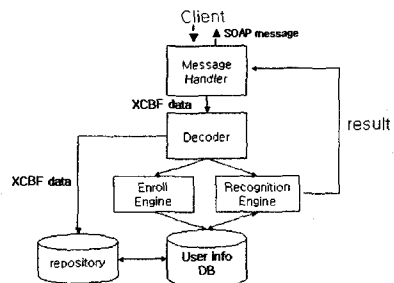 Client
SOAP message
Message
Handler
XCBF data
Decoder
result
XCBF data
Enroll
Engine
Recognition
Engine
repository
User info
DB